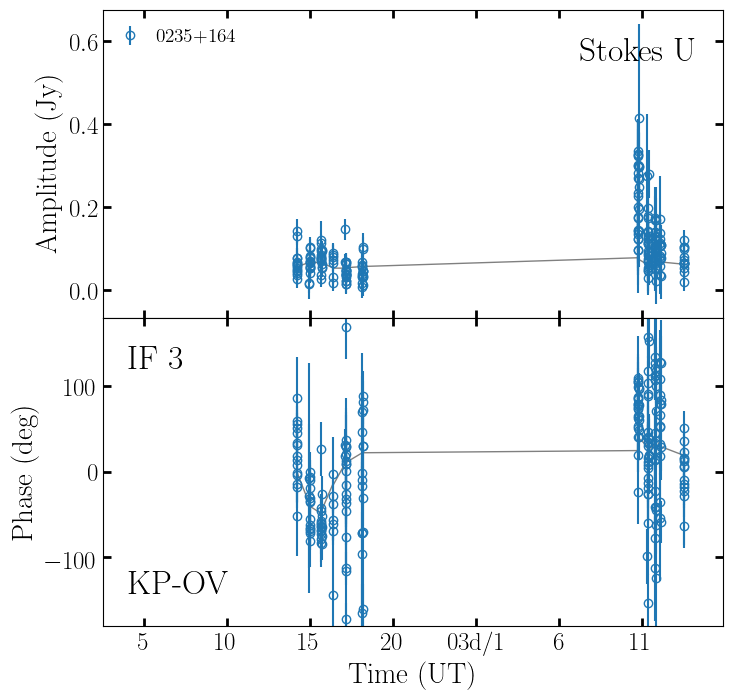 0235+164
Stokes U
0.6
0.4
0.2
0.0
Amplitude (Jy)
IF 3
100
0
−100
Phase (deg)
KP-OV
5 10 15 20 03d/1 6 11
Time (UT)